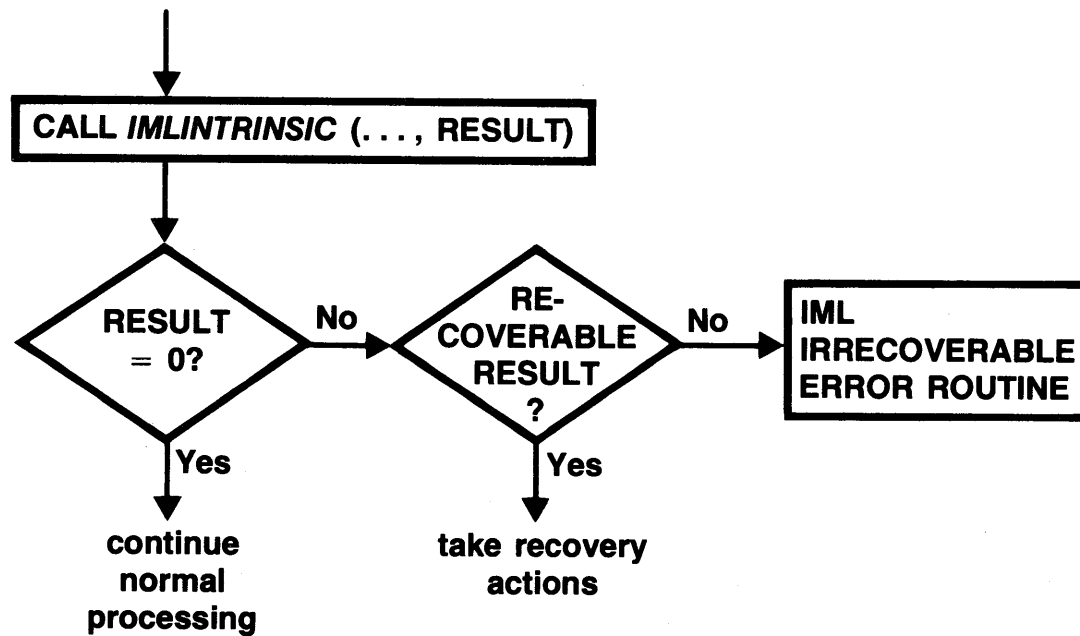 CALL IMLINTRINSIC (. . . , RESULT)
RESULT
= 0?
No
RE-
COVERABLE
RESULT
?
No
IML
IRRECOVERABLE
ERROR ROUTINE
Yes
continue
normal
processing
Yes
take recovery
actions